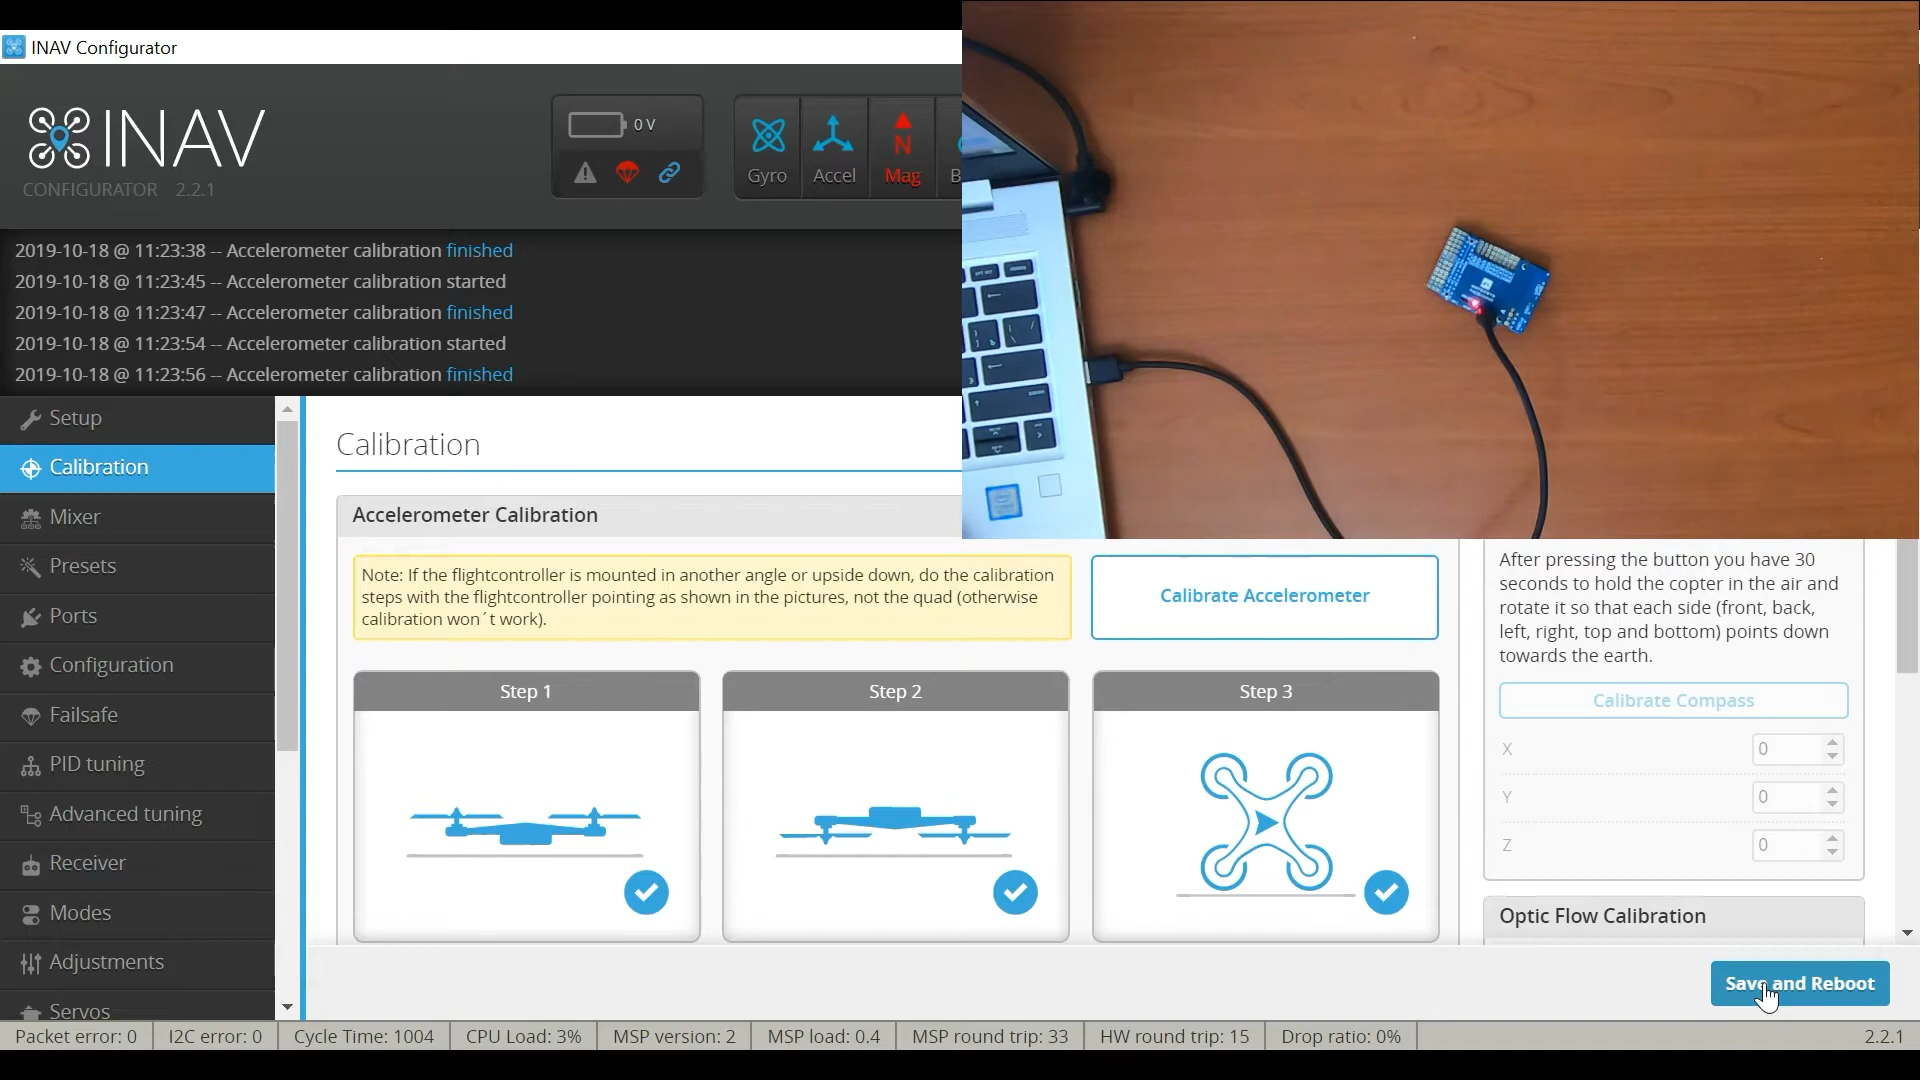 INAV Configurator
INAV
CONFIGURATOR 2.2.1
0 V
Gyro
Accel
N
Mag
2019-10-18 @ 11:23:38 -- Accelerometer calibration finished
2019-10-18 @ 11:23:45 -- Accelerometer calibration started
2019-10-18 @ 11:23:47 -- Accelerometer calibration finished
2019-10-18 @ 11:23:54 -- Accelerometer calibration started
2019-10-18 @ 11:23:56 -- Accelerometer calibration finished
Setup
Calibration
Mixer
Presets
Ports
Configuration
Failsafe
PID tuning
Advanced tuning
Receiver
Modes
Adjustments
Servos
Calibration
Accelerometer Calibration
Note: If the flightcontroller is mounted in another angle or upside down, do the calibration
steps with the flightcontroller pointing as shown in the pictures, not the quad (otherwise
calibration won´t work).
Calibrate Accelerometer
Step 1
Step 2
Step 3
After pressing the button you have 30
seconds to hold the copter in the air and
rotate it so that each side (front, back,
left, right, top and bottom) points down
towards the earth.
Calibrate Compass
X 0
Y 0
Z 0
Optic Flow Calibration
Save and Reboot
Packet error: 0
I2C error: 0
Cycle Time: 1004
CPU Load: 3%
MSP version: 2
MSP load: 0.4
MSP round trip: 33
HW round trip: 15
Drop ratio: 0%
2.2.1